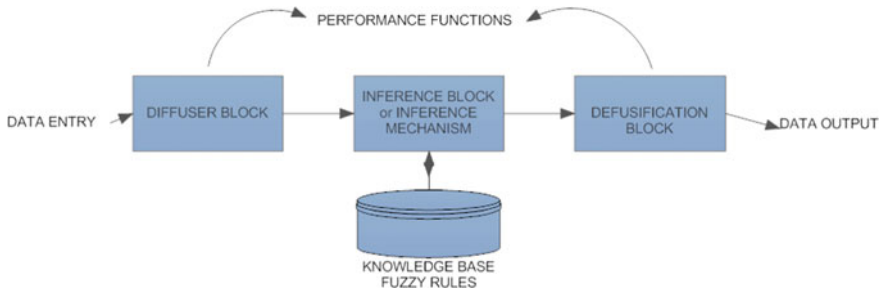 PERFORMANCE FUNCTIONS
DATA ENTRY
DIFFUSER BLOCK
INFERENCE BLOCK
or INFERENCE
MECHANISM
DEFUSIFICATION
BLOCK
DATA OUTPUT
KNOWLEDGE BASE
FUZZY RULES